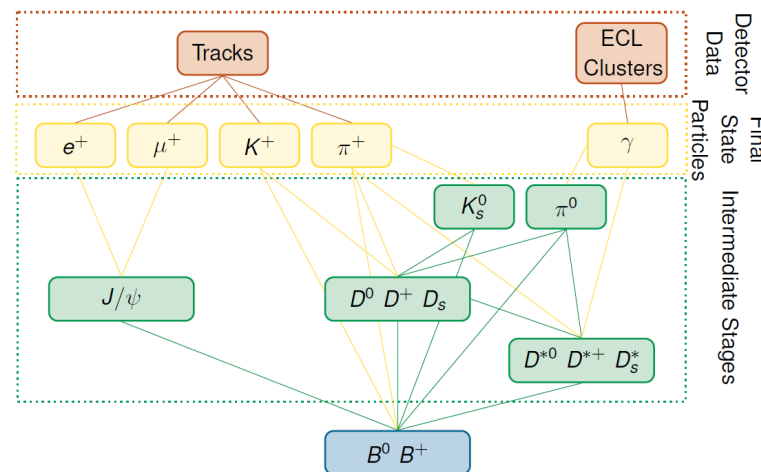 Tracks
ECL
Clusters
Detector
Data
e⁺
μ⁺
K⁺
π⁺
γ
Final
State
Particles
K⁰ₛ
π⁰
J/ψ
D⁰ D⁺ Dₛ
D*⁰ D*⁺ D*ₛ
Intermediate Stages
B⁰ B⁺